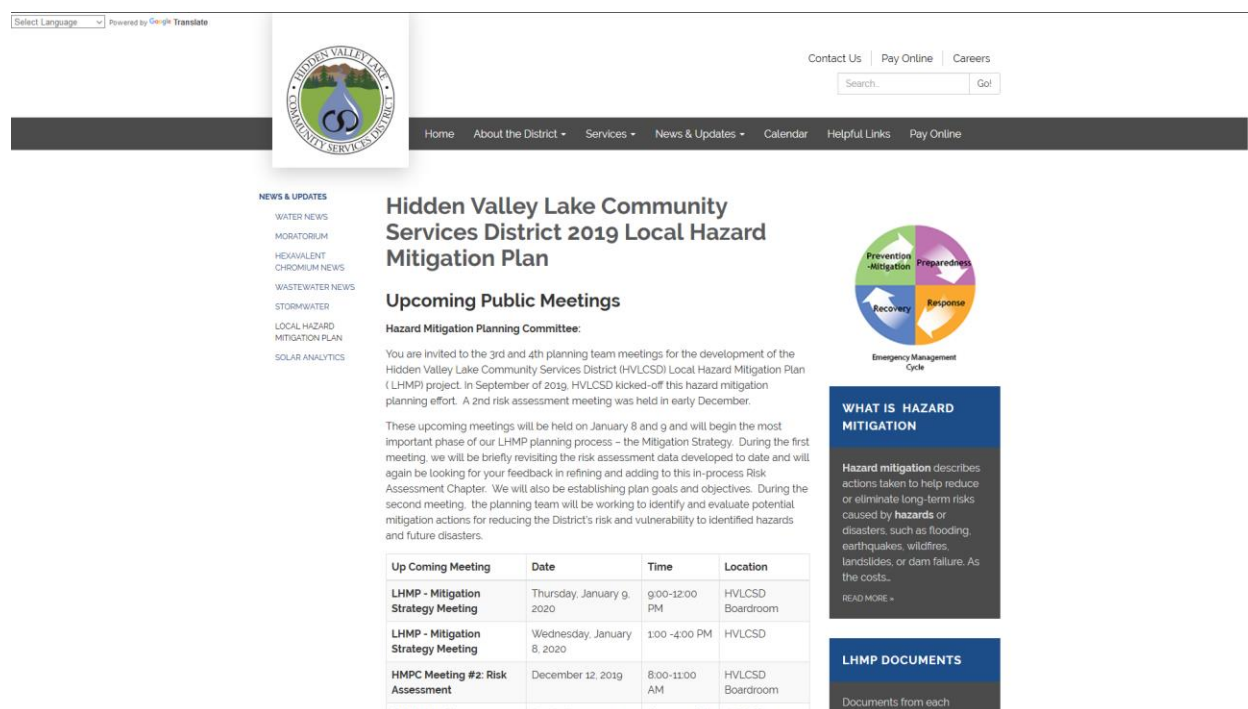 Select Language
Powered by Google Translate
HIDDEN VALLEY LAKE
COMMUNITY SERVICES DISTRICT
Contact Us
Pay Online
Careers
Search..
Go!
Home
About the District
Services
News & Updates
Calendar
Helpful Links
Pay Online
NEWS & UPDATES
WATER NEWS
MORATORIUM
HEXAVALENT
CHROMIUM NEWS
WASTEWATER NEWS
STORMWATER
LOCAL HAZARD
MITIGATION PLAN
SOLAR ANALYTICS
Hidden Valley Lake Community
Services District 2019 Local Hazard
Mitigation Plan
Upcoming Public Meetings
Hazard Mitigation Planning Committee:
You are invited to the 3rd and 4th planning team meetings for the development of the
Hidden Valley Lake Community Services District (HVLCSD) Local Hazard Mitigation Plan
( LHMP) project. In September of 2019, HVLCSD kicked-off this hazard mitigation
planning effort. A 2nd risk assessment meeting was held in early December.
These upcoming meetings will be held on January 8 and 9 and will begin the most
important phase of our LHMP planning process – the Mitigation Strategy. During the first
meeting, we will be briefly revisiting the risk assessment data developed to date and will
again be looking for your feedback in refining and adding to this in-process Risk
Assessment Chapter. We will also be establishing plan goals and objectives. During the
second meeting, the planning team will be working to identify and evaluate potential
mitigation actions for reducing the District's risk and vulnerability to identified hazards
and future disasters.
Up Coming Meeting Date Time Location
LHMP - Mitigation Thursday, January 9, 9:00-12:00 HVLCSD
Strategy Meeting 2020 PM Boardroom
LHMP - Mitigation Wednesday, January 1:00 -4:00 PM HVLCSD
Strategy Meeting 8, 2020
HMPC Meeting #2: Risk December 12, 2019 8:00-11:00 HVLCSD
Assessment AM Boardroom
Prevention
-Mitigation
Preparedness
Recovery
Response
Emergency Management
Cycle
WHAT IS HAZARD
MITIGATION
Hazard mitigation describes
actions taken to help reduce
or eliminate long-term risks
caused by hazards or
disasters, such as flooding,
earthquakes, wildfires,
landslides, or dam failure. As
the costs…
READ MORE »
LHMP DOCUMENTS
Documents from each